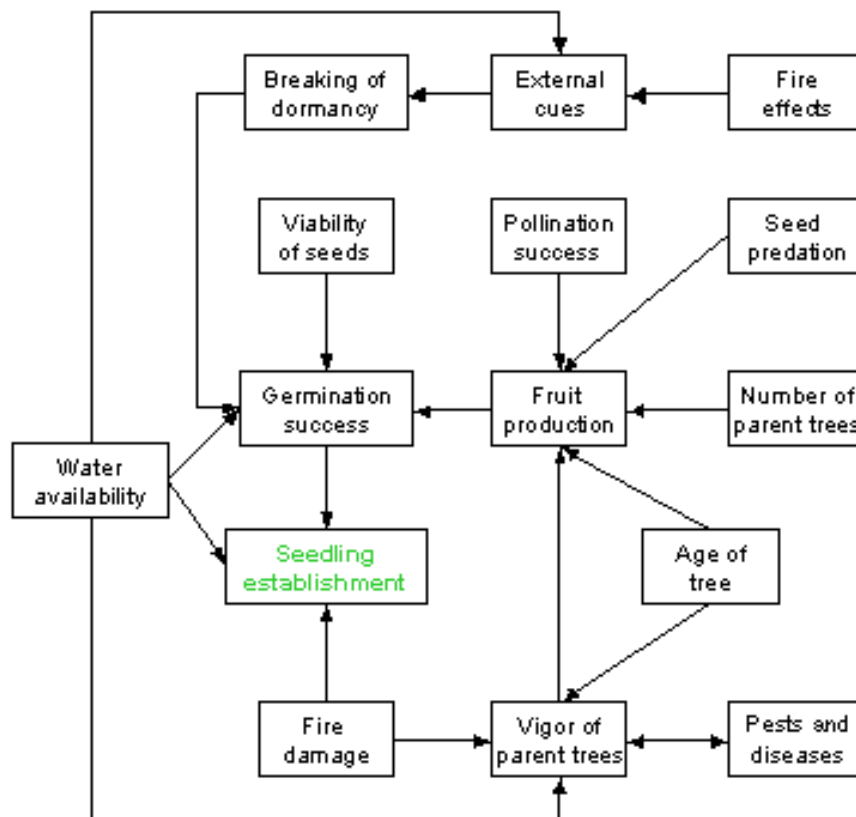 Breaking of
dormancy
External
cues
Fire
effects
Viability
of seeds
Pollination
success
Seed
predation
Germination
success
Fruit
production
Number of
parent trees
Water
availability
Seedling
establishment
Age of
tree
Fire
damage
Vigor of
parent trees
Pests and
diseases